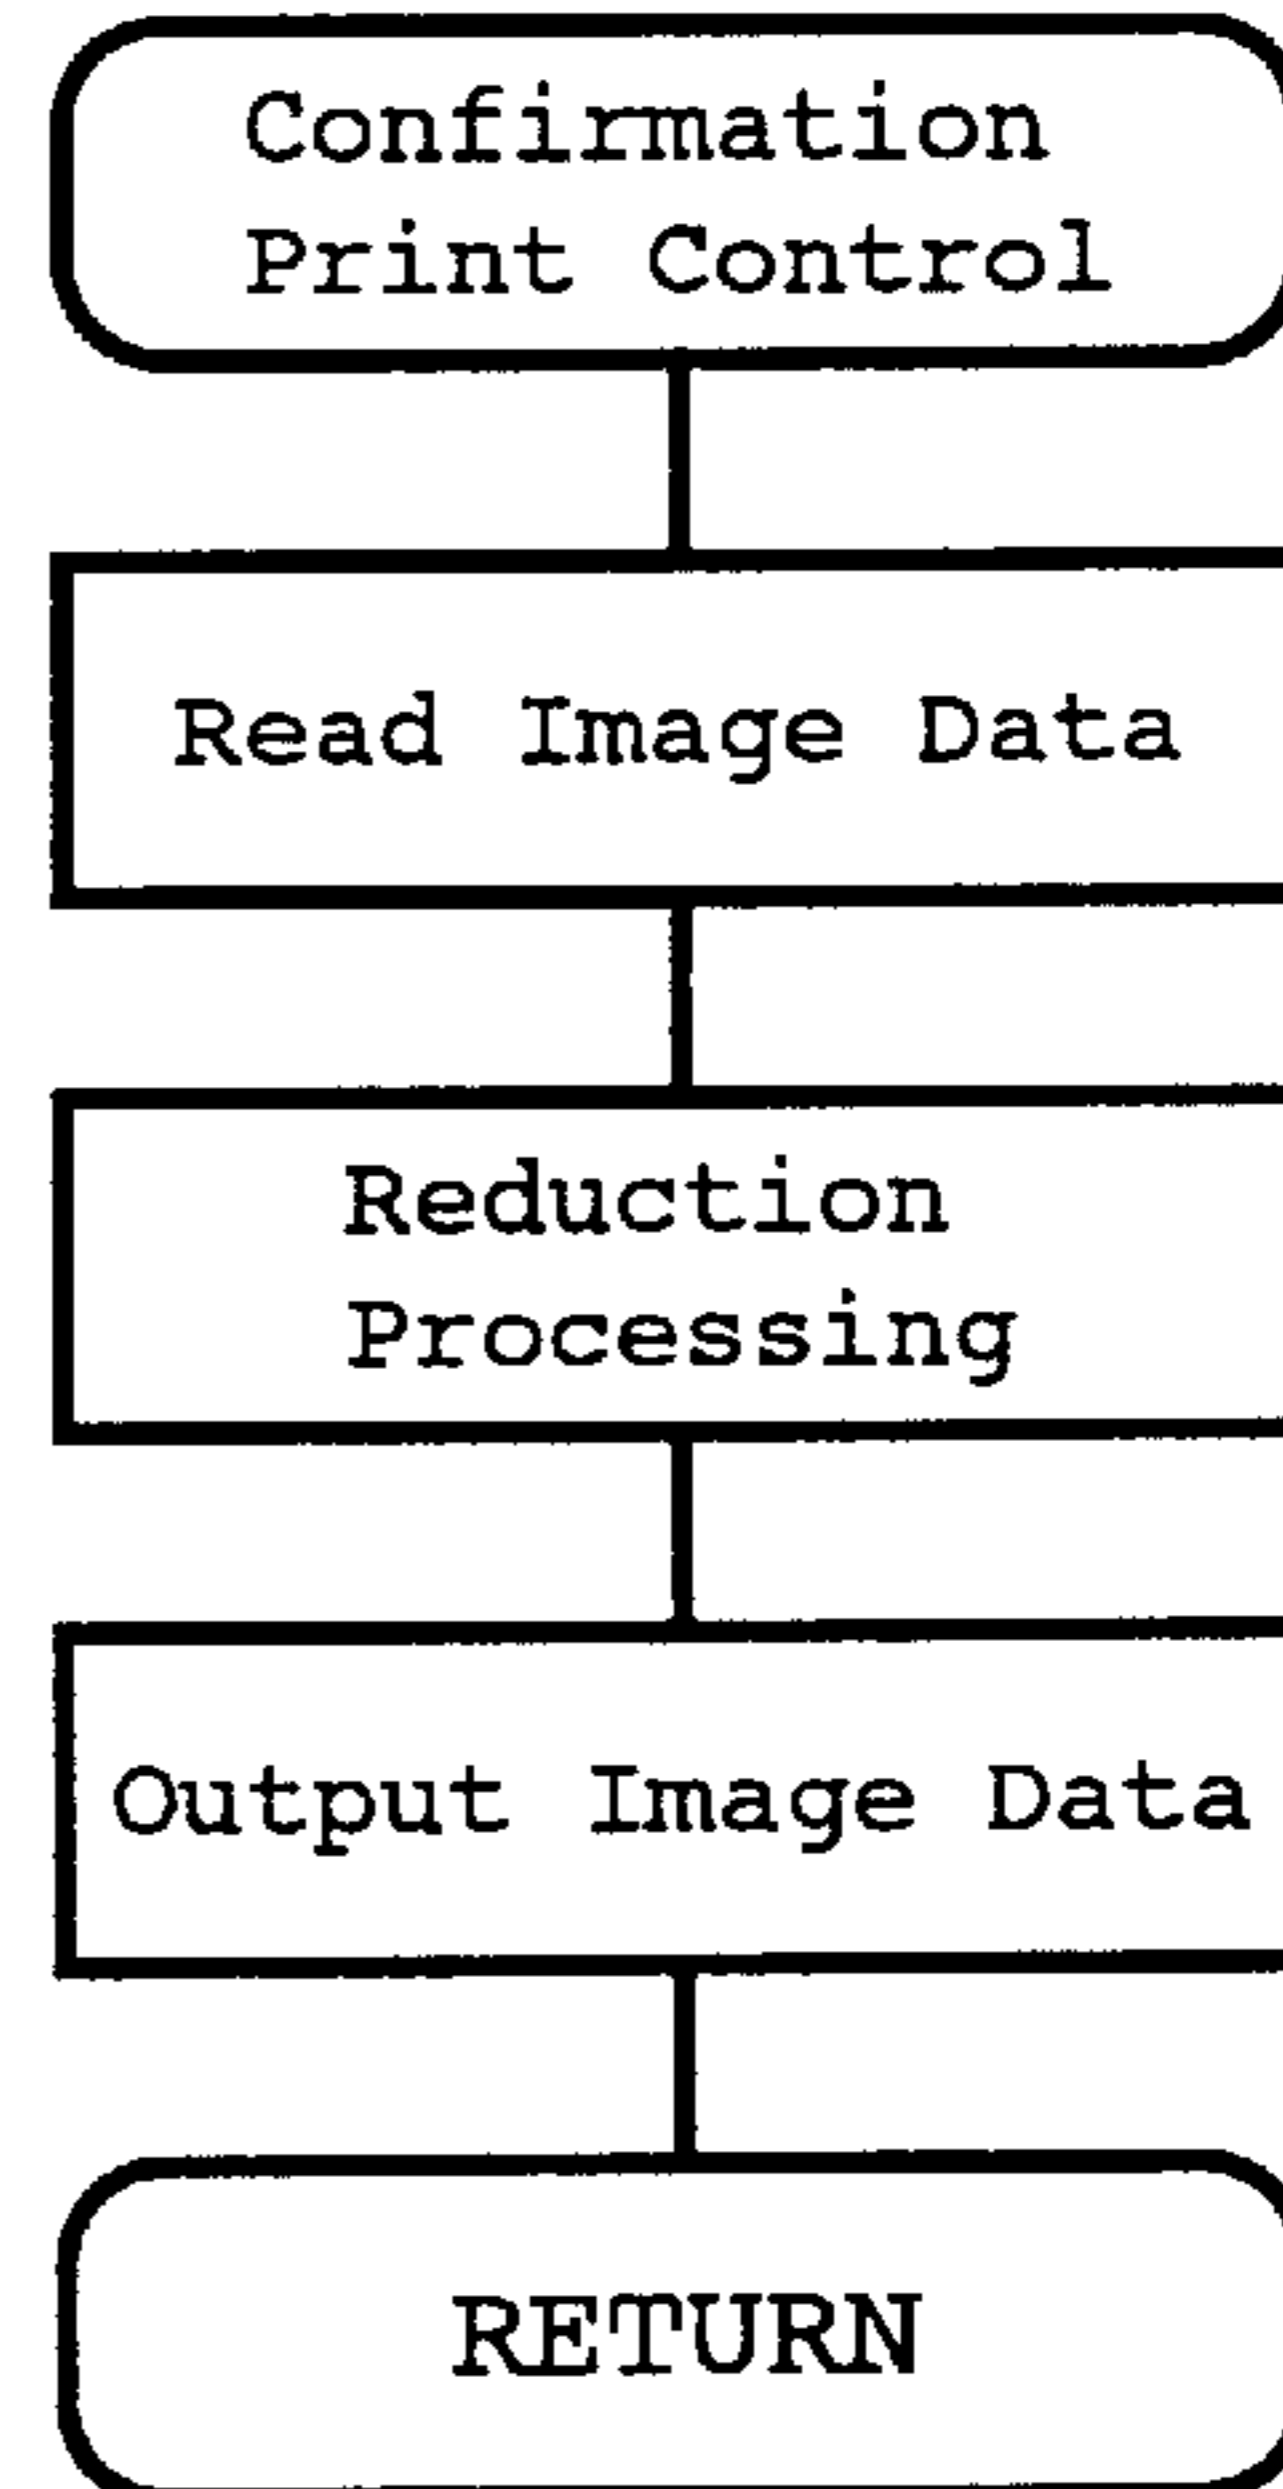 Confirmation
Print Control
Read Image Data
Reduction
Processing
Output Image Data
RETURN